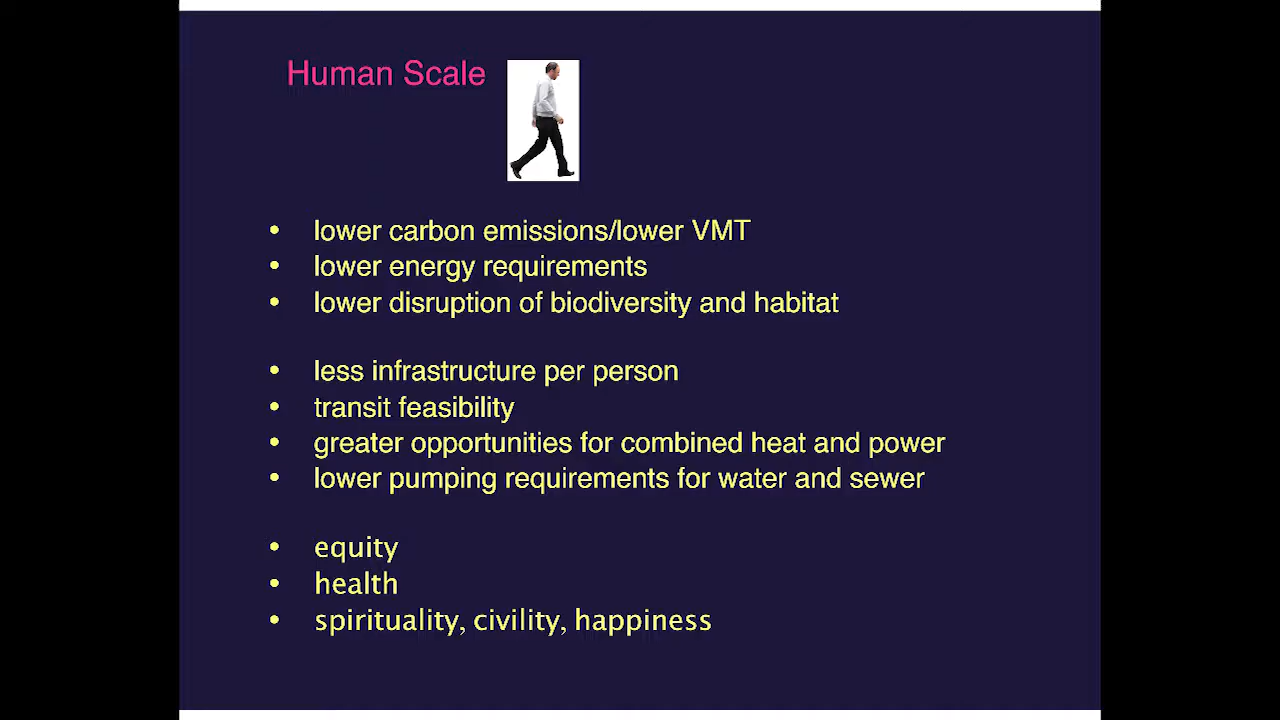 Human Scale
• lower carbon emissions/lower VMT
• lower energy requirements
• lower disruption of biodiversity and habitat
• less infrastructure per person
• transit feasibility
• greater opportunities for combined heat and power
• lower pumping requirements for water and sewer
• equity
• health
• spirituality, civility, happiness